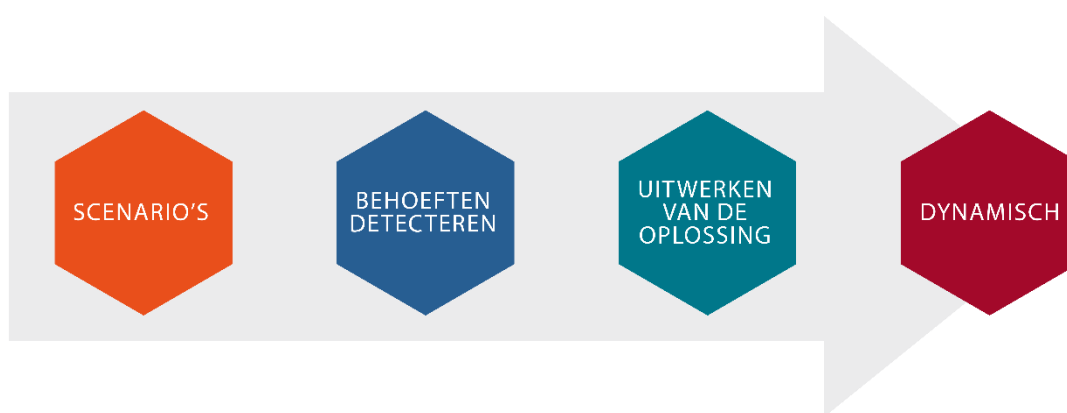 SCENARIO'S
BEHOEFTEN
DETECTEREN
UITWERKEN
VAN DE
OPLOSSING
DYNAMISCH